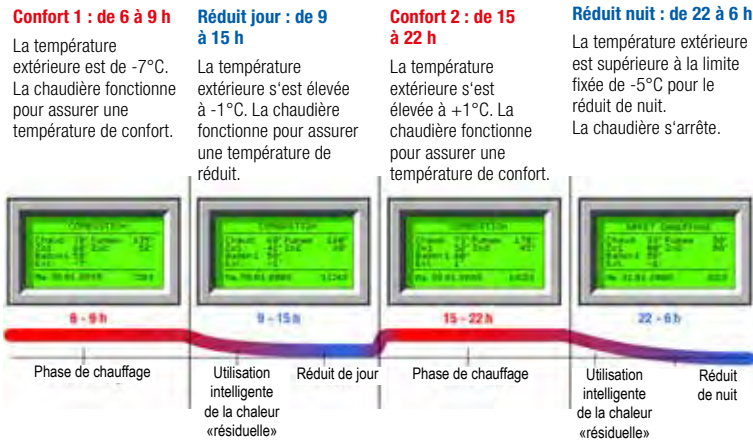 Confort 1 : de 6 à 9 h
La température
extérieure est de -7°C.
La chaudière fonctionne
pour assurer une
température de confort.
Réduit jour : de 9
à 15 h
La température
extérieure s'est élevée
à -1°C. La chaudière
fonctionne pour assurer
une température de
réduit.
Confort 2 : de 15
à 22 h
La température
extérieure s'est
élevée à +1°C. La
chaudière fonctionne
pour assurer une
température de confort.
Réduit nuit : de 22 à 6 h
La température extérieure
est supérieure à la limite
fixée de -5°C pour le
réduit de nuit.
La chaudière s'arrête.
COMBUSTION
COMBUSTION
COMBUSTION
6 - 9 h
9 - 15 h
15 - 22 h
22 - 6 h
Phase de chauffage
Utilisation
intelligente
de la chaleur
«résiduelle»
Réduit de jour
Phase de chauffage
Utilisation
intelligente
de la chaleur
«résiduelle»
Réduit
de nuit